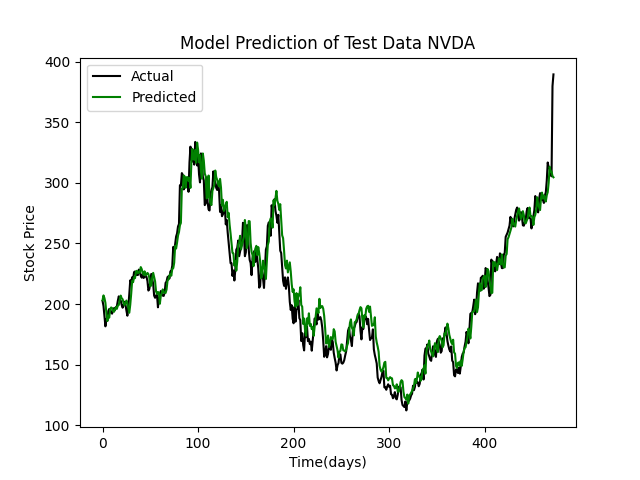 Model Prediction of Test Data NVDA
Actual
Predicted
400
350
300
250
200
150
100
Stock Price
0 100 200 300 400
Time(days)